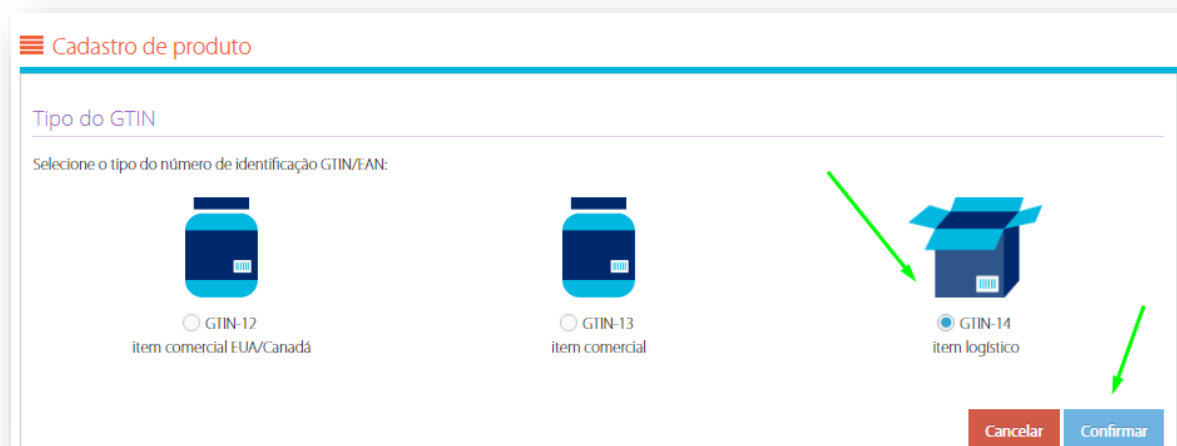 Cadastro de produto
Tipo do GTIN
Selecione o tipo do número de identificação GTIN/EAN:
GTIN-12
item comercial EUA/Canadá
GTIN-13
item comercial
GTIN-14
item logístico
Cancelar
Confirmar